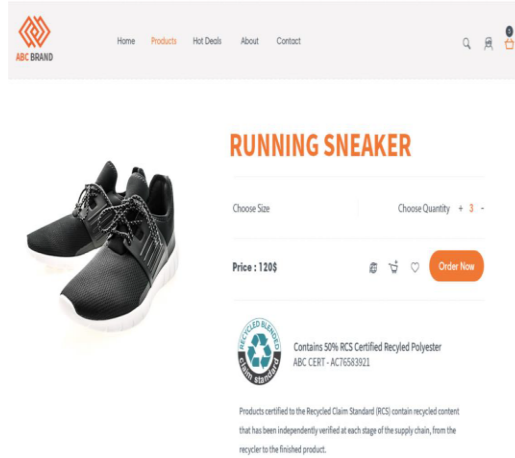 ABC BRAND
Home Products Hot Deals About Contact
RUNNING SNEAKER
Choose Size
Choose Quantity + 3 -
Price : 120$
Order Now
RECYCLED BLENDED
claim standard
Contains 50% RCS Certified Recyled Polyester
ABC CERT - AC76583921
Products certified to the Recycled Claim Standard (RCS) contain recycled content
that has been independently verified at each stage of the supply chain, from the
recycler to the finished product.